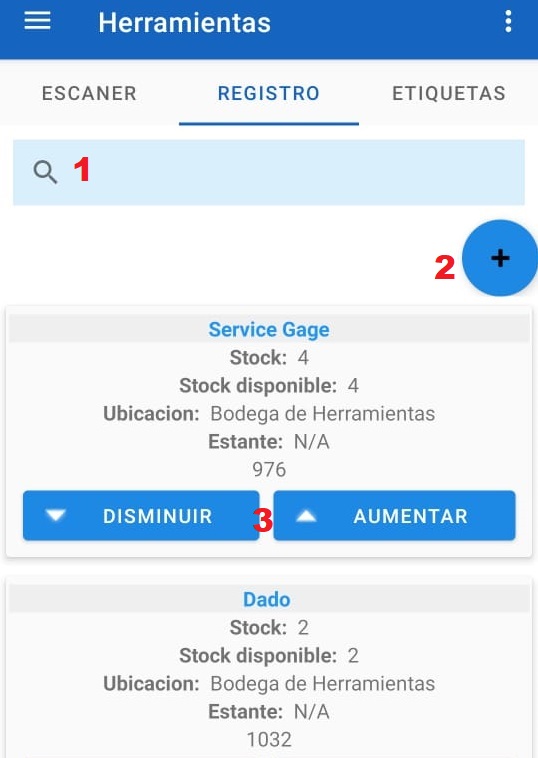 Herramientas
ESCANER REGISTRO ETIQUETAS
1
2 +
Service Gage
Stock: 4
Stock disponible: 4
Ubicacion: Bodega de Herramientas
Estante: N/A
976
DISMINUIR 3 AUMENTAR
Dado
Stock: 2
Stock disponible: 2
Ubicacion: Bodega de Herramientas
Estante: N/A
1032